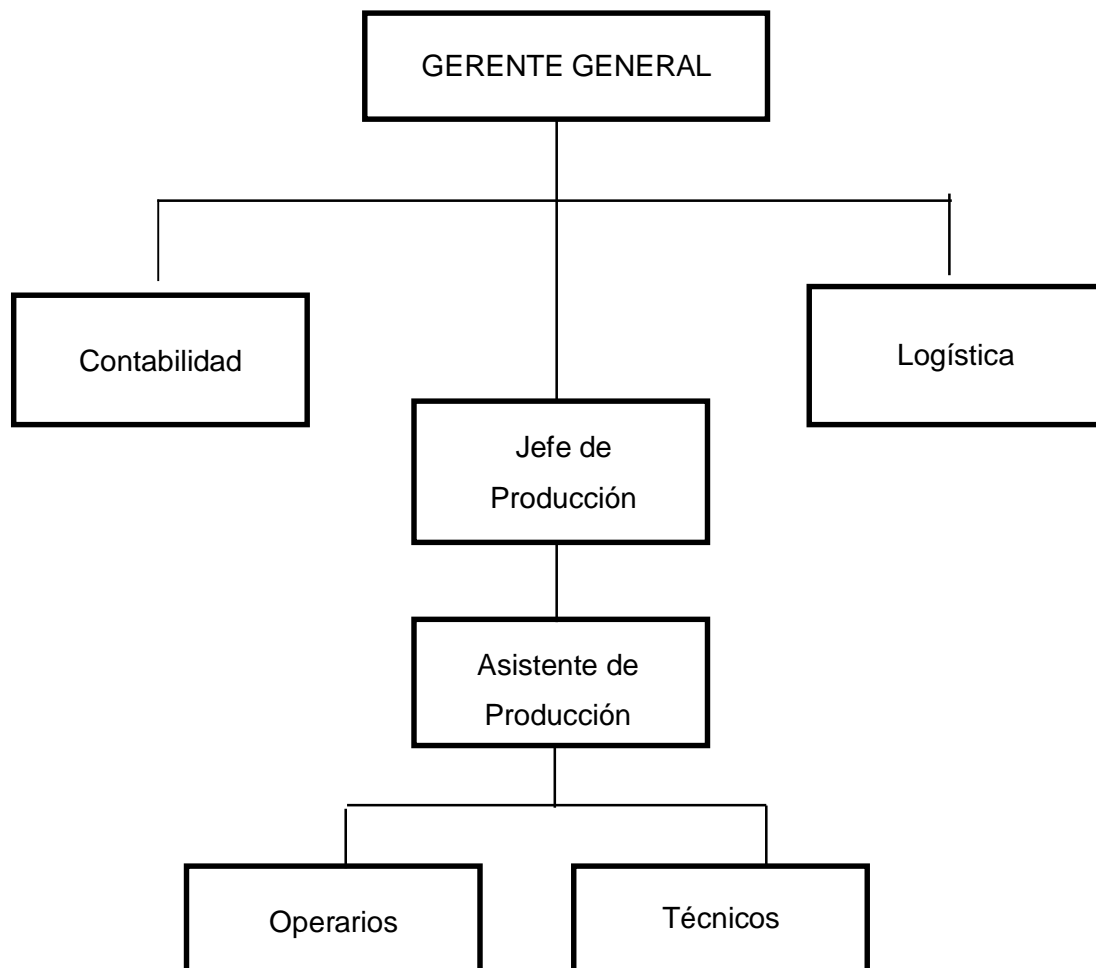 GERENTE GENERAL
Contabilidad
Logística
Jefe de
Producción
Asistente de
Producción
Operarios
Técnicos